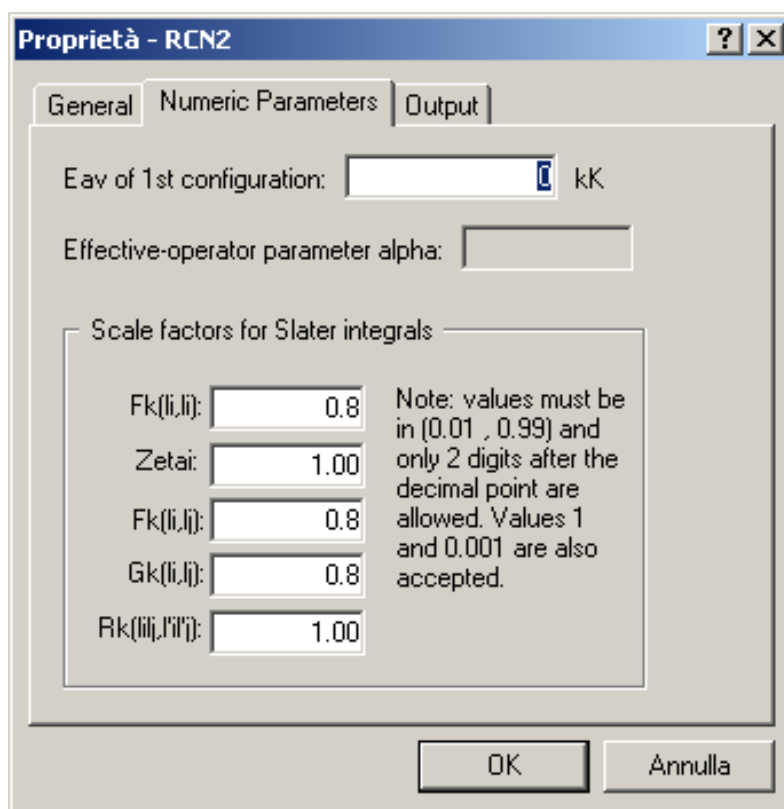 Proprietà - RCN2
General Numeric Parameters Output
Eav of 1st configuration: 0 kK
Effective-operator parameter alpha:
Scale factors for Slater integrals
Fk(li,li): 0.8
Zetai: 1.00
Fk(li,lj): 0.8
Gk(li,lj): 0.8
Rk(lilj,l'il'j): 1.00
Note: values must be
in (0.01 , 0.99) and
only 2 digits after the
decimal point are
allowed. Values 1
and 0.001 are also
accepted.
OK Annulla